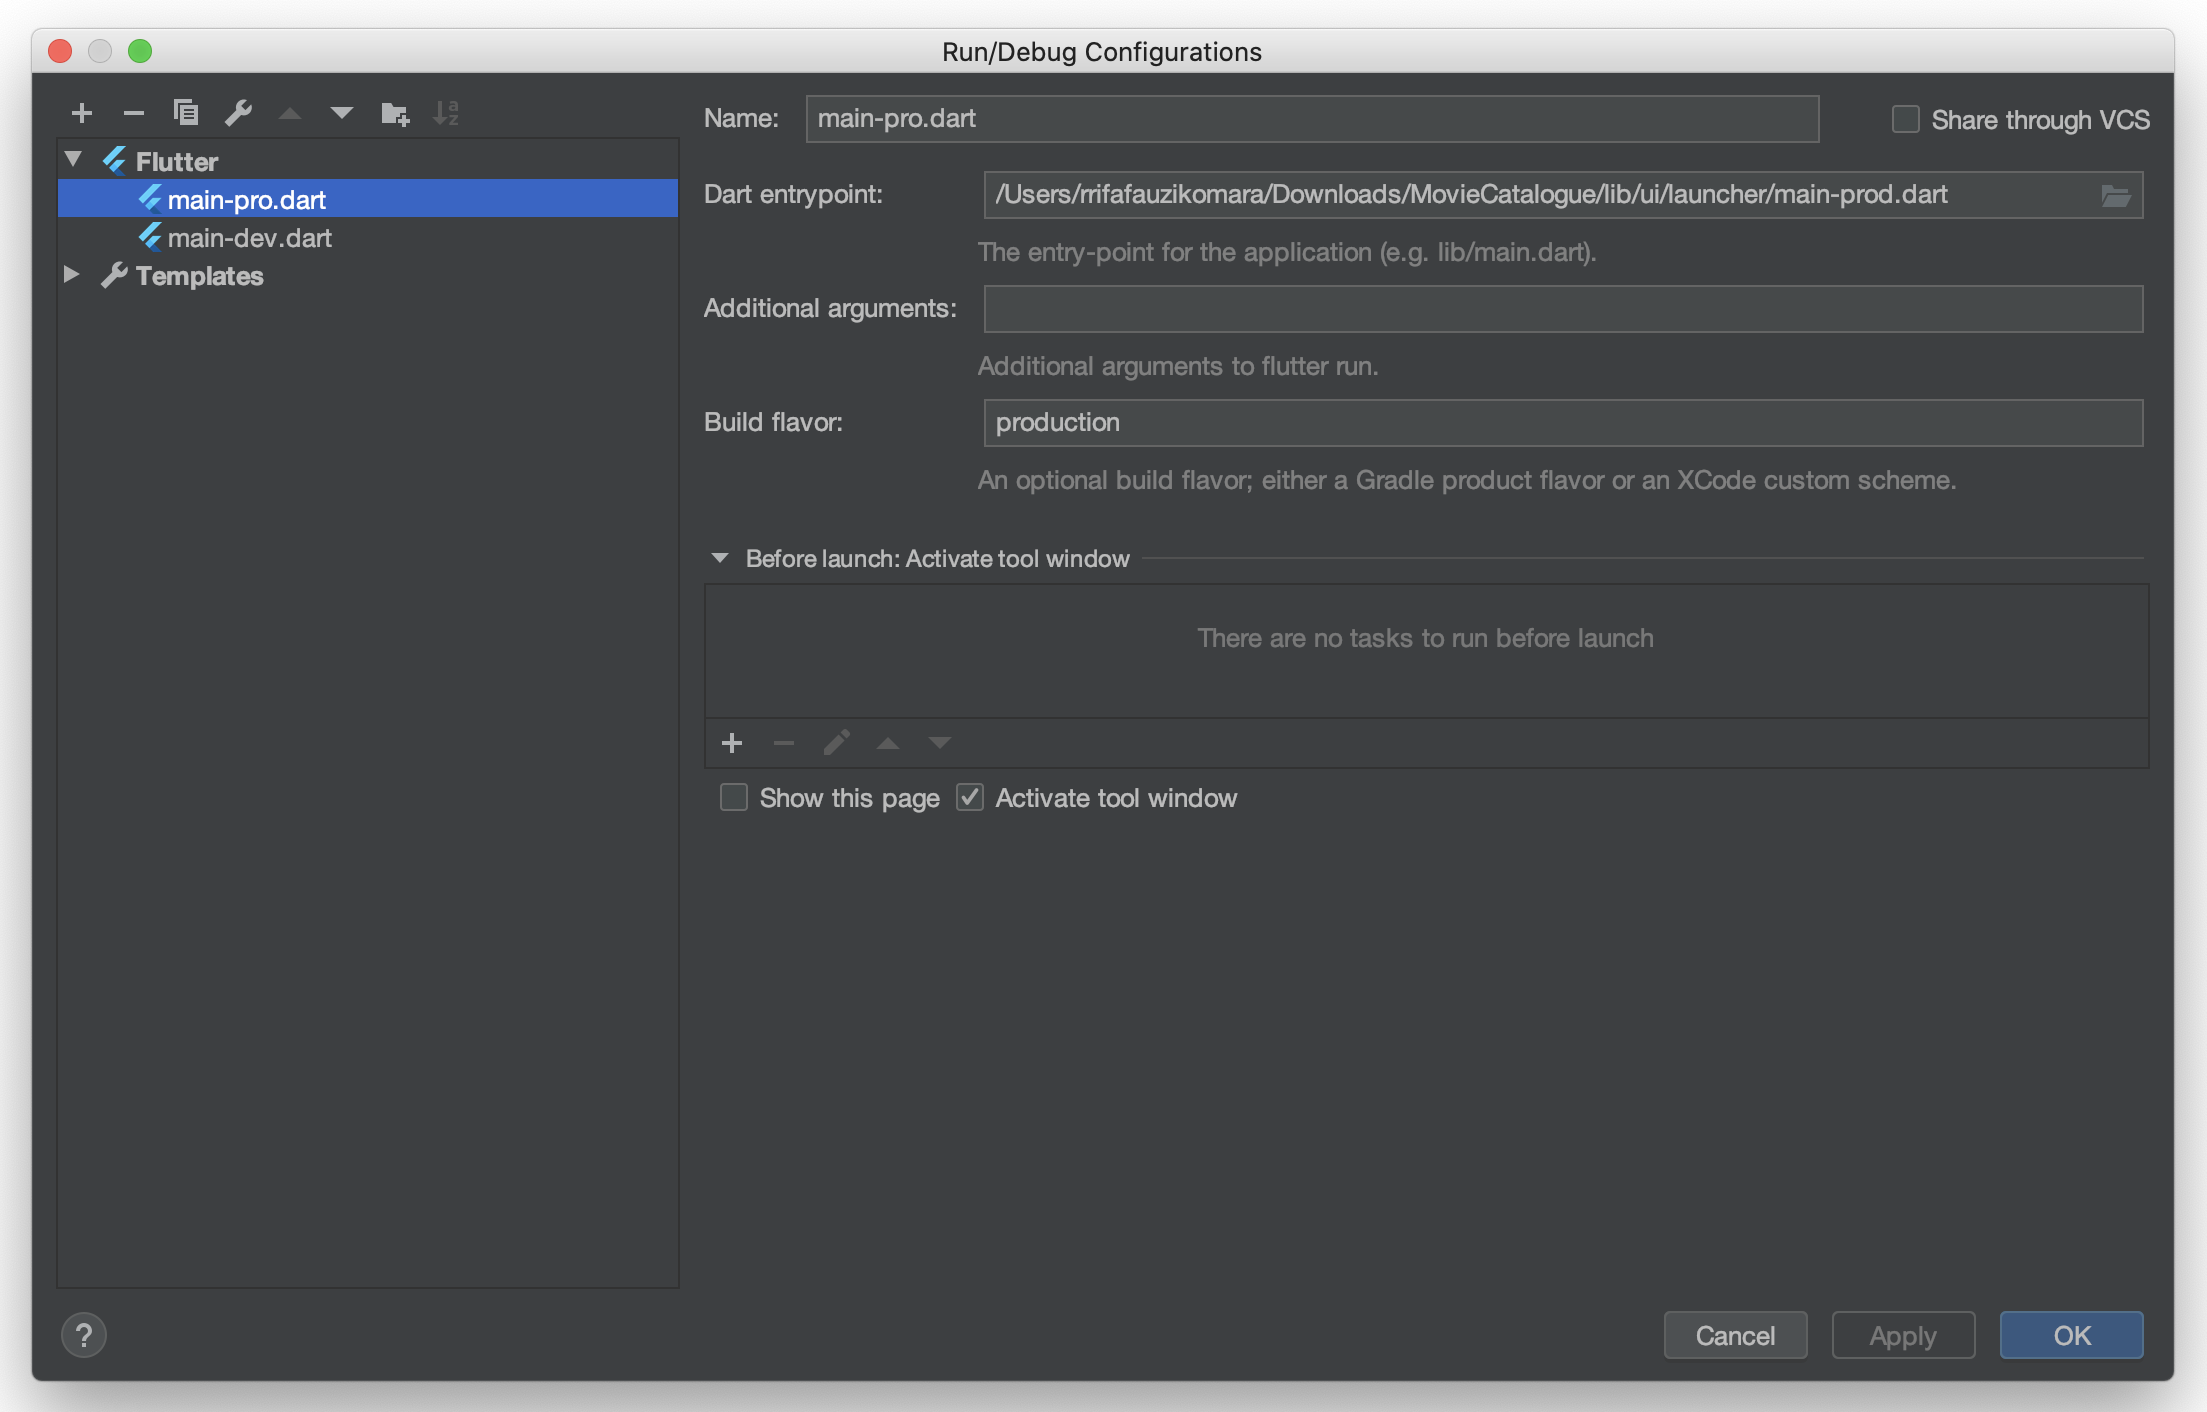 Run/Debug Configurations
Flutter
main-pro.dart
main-dev.dart
Templates
Name: main-pro.dart
Share through VCS
Dart entrypoint: /Users/rrifafauzikomara/Downloads/MovieCatalogue/lib/ui/launcher/main-prod.dart
The entry-point for the application (e.g. lib/main.dart).
Additional arguments:
Additional arguments to flutter run.
Build flavor: production
An optional build flavor; either a Gradle product flavor or an XCode custom scheme.
Before launch: Activate tool window
There are no tasks to run before launch
Show this page Activate tool window
? Cancel Apply OK